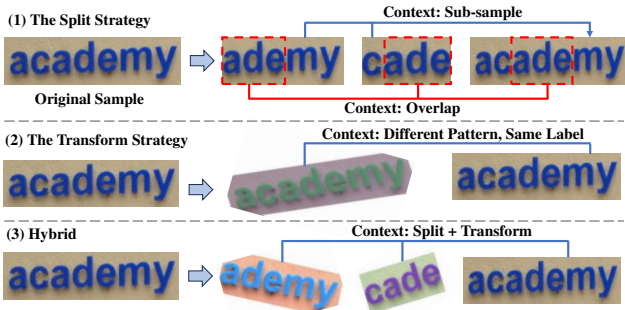 (1) The Split Strategy
Context: Sub-sample
academy
ademy
cade
academy
Original Sample
Context: Overlap
(2) The Transform Strategy
Context: Different Pattern, Same Label
academy
academy
academy
(3) Hybrid
Context: Split + Transform
academy
ademy
cade
academy